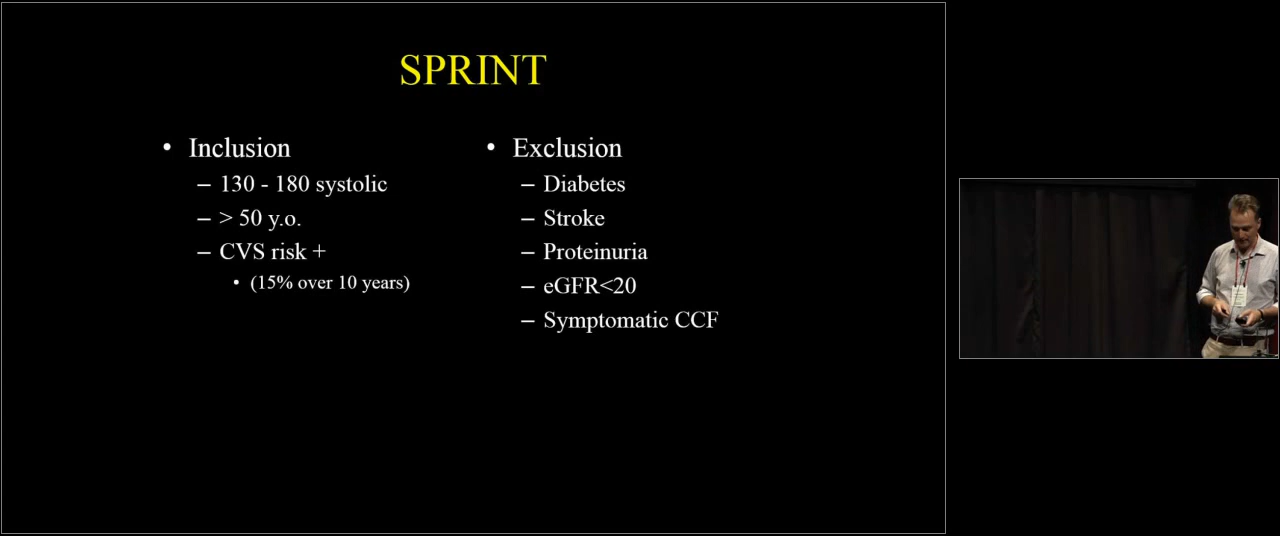 SPRINT
• Inclusion
– 130 - 180 systolic
– > 50 y.o.
– CVS risk +
• (15% over 10 years)
• Exclusion
– Diabetes
– Stroke
– Proteinuria
– eGFR<20
– Symptomatic CCF